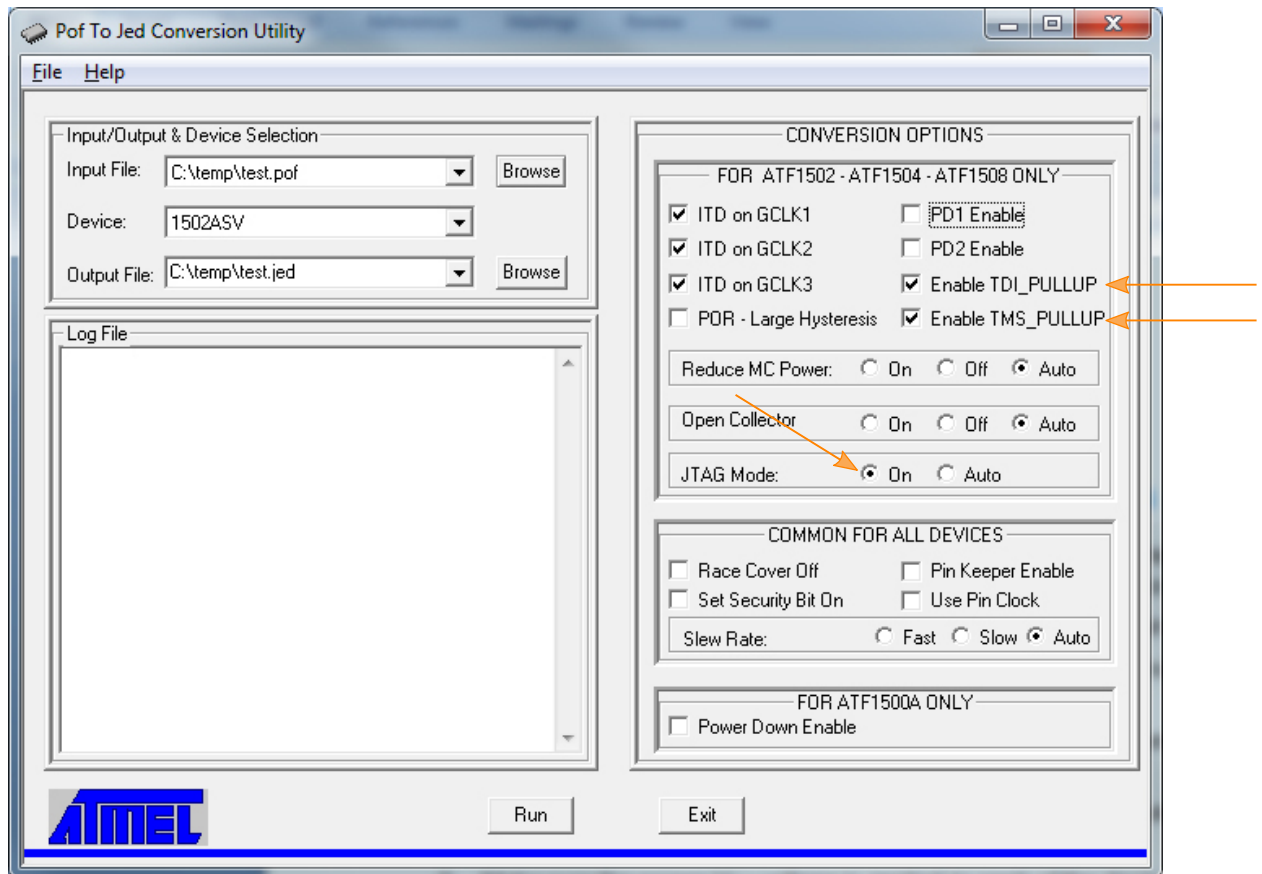 Pof To Jed Conversion Utility
File Help
Input/Output & Device Selection
Input File: C:\temp\test.pof Browse
Device: 1502ASV
Output File: C:\temp\test.jed Browse
Log File
CONVERSION OPTIONS
FOR ATF1502 - ATF1504 - ATF1508 ONLY
ITD on GCLK1 PD1 Enable
ITD on GCLK2 PD2 Enable
ITD on GCLK3 Enable TDI_PULLUP
POR - Large Hysteresis Enable TMS_PULLUP
Reduce MC Power: On Off Auto
Open Collector On Off Auto
JTAG Mode: On Auto
COMMON FOR ALL DEVICES
Race Cover Off Pin Keeper Enable
Set Security Bit On Use Pin Clock
Slew Rate: Fast Slow Auto
FOR ATF1500A ONLY
Power Down Enable
ATMEL Run Exit